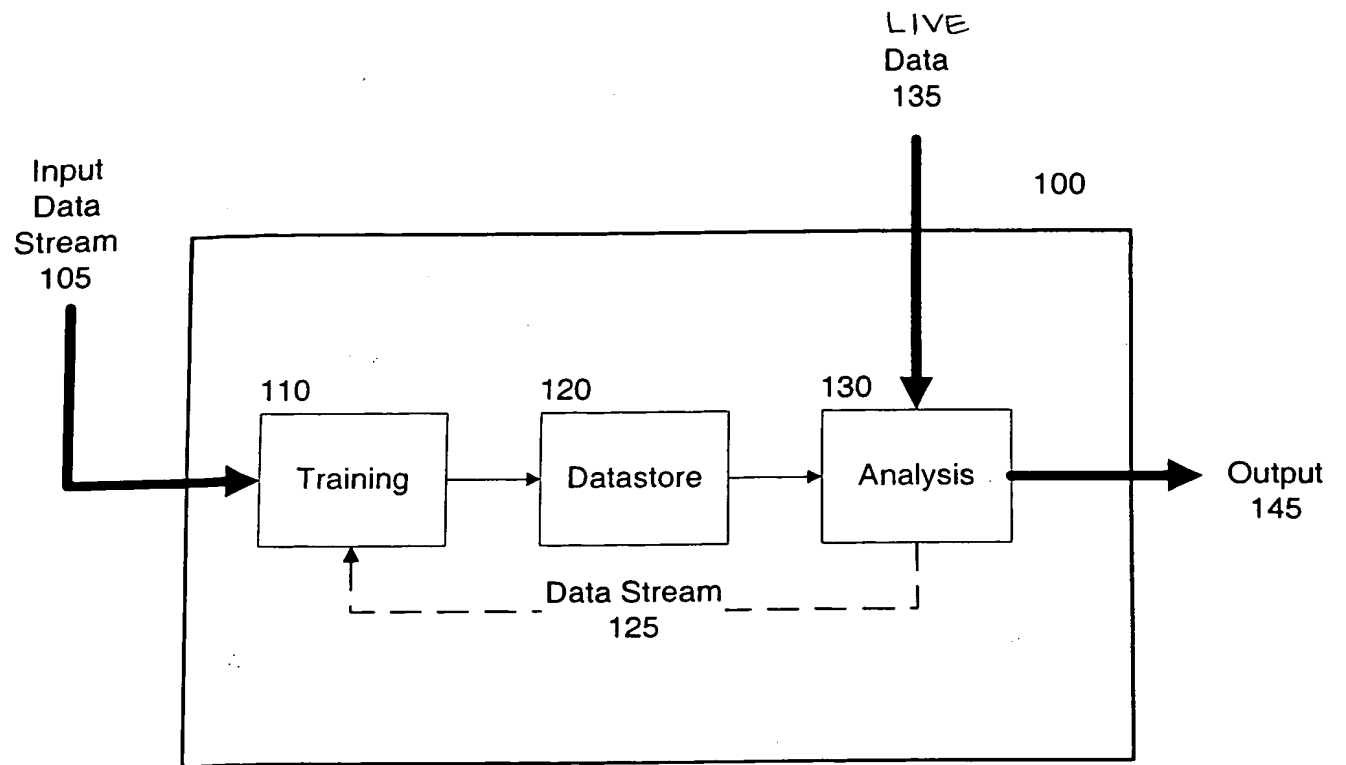 LIVE
Data
135
100
Input
Data
Stream
105
110
120
130
Training
Datastore
Analysis
Output
145
Data Stream
125